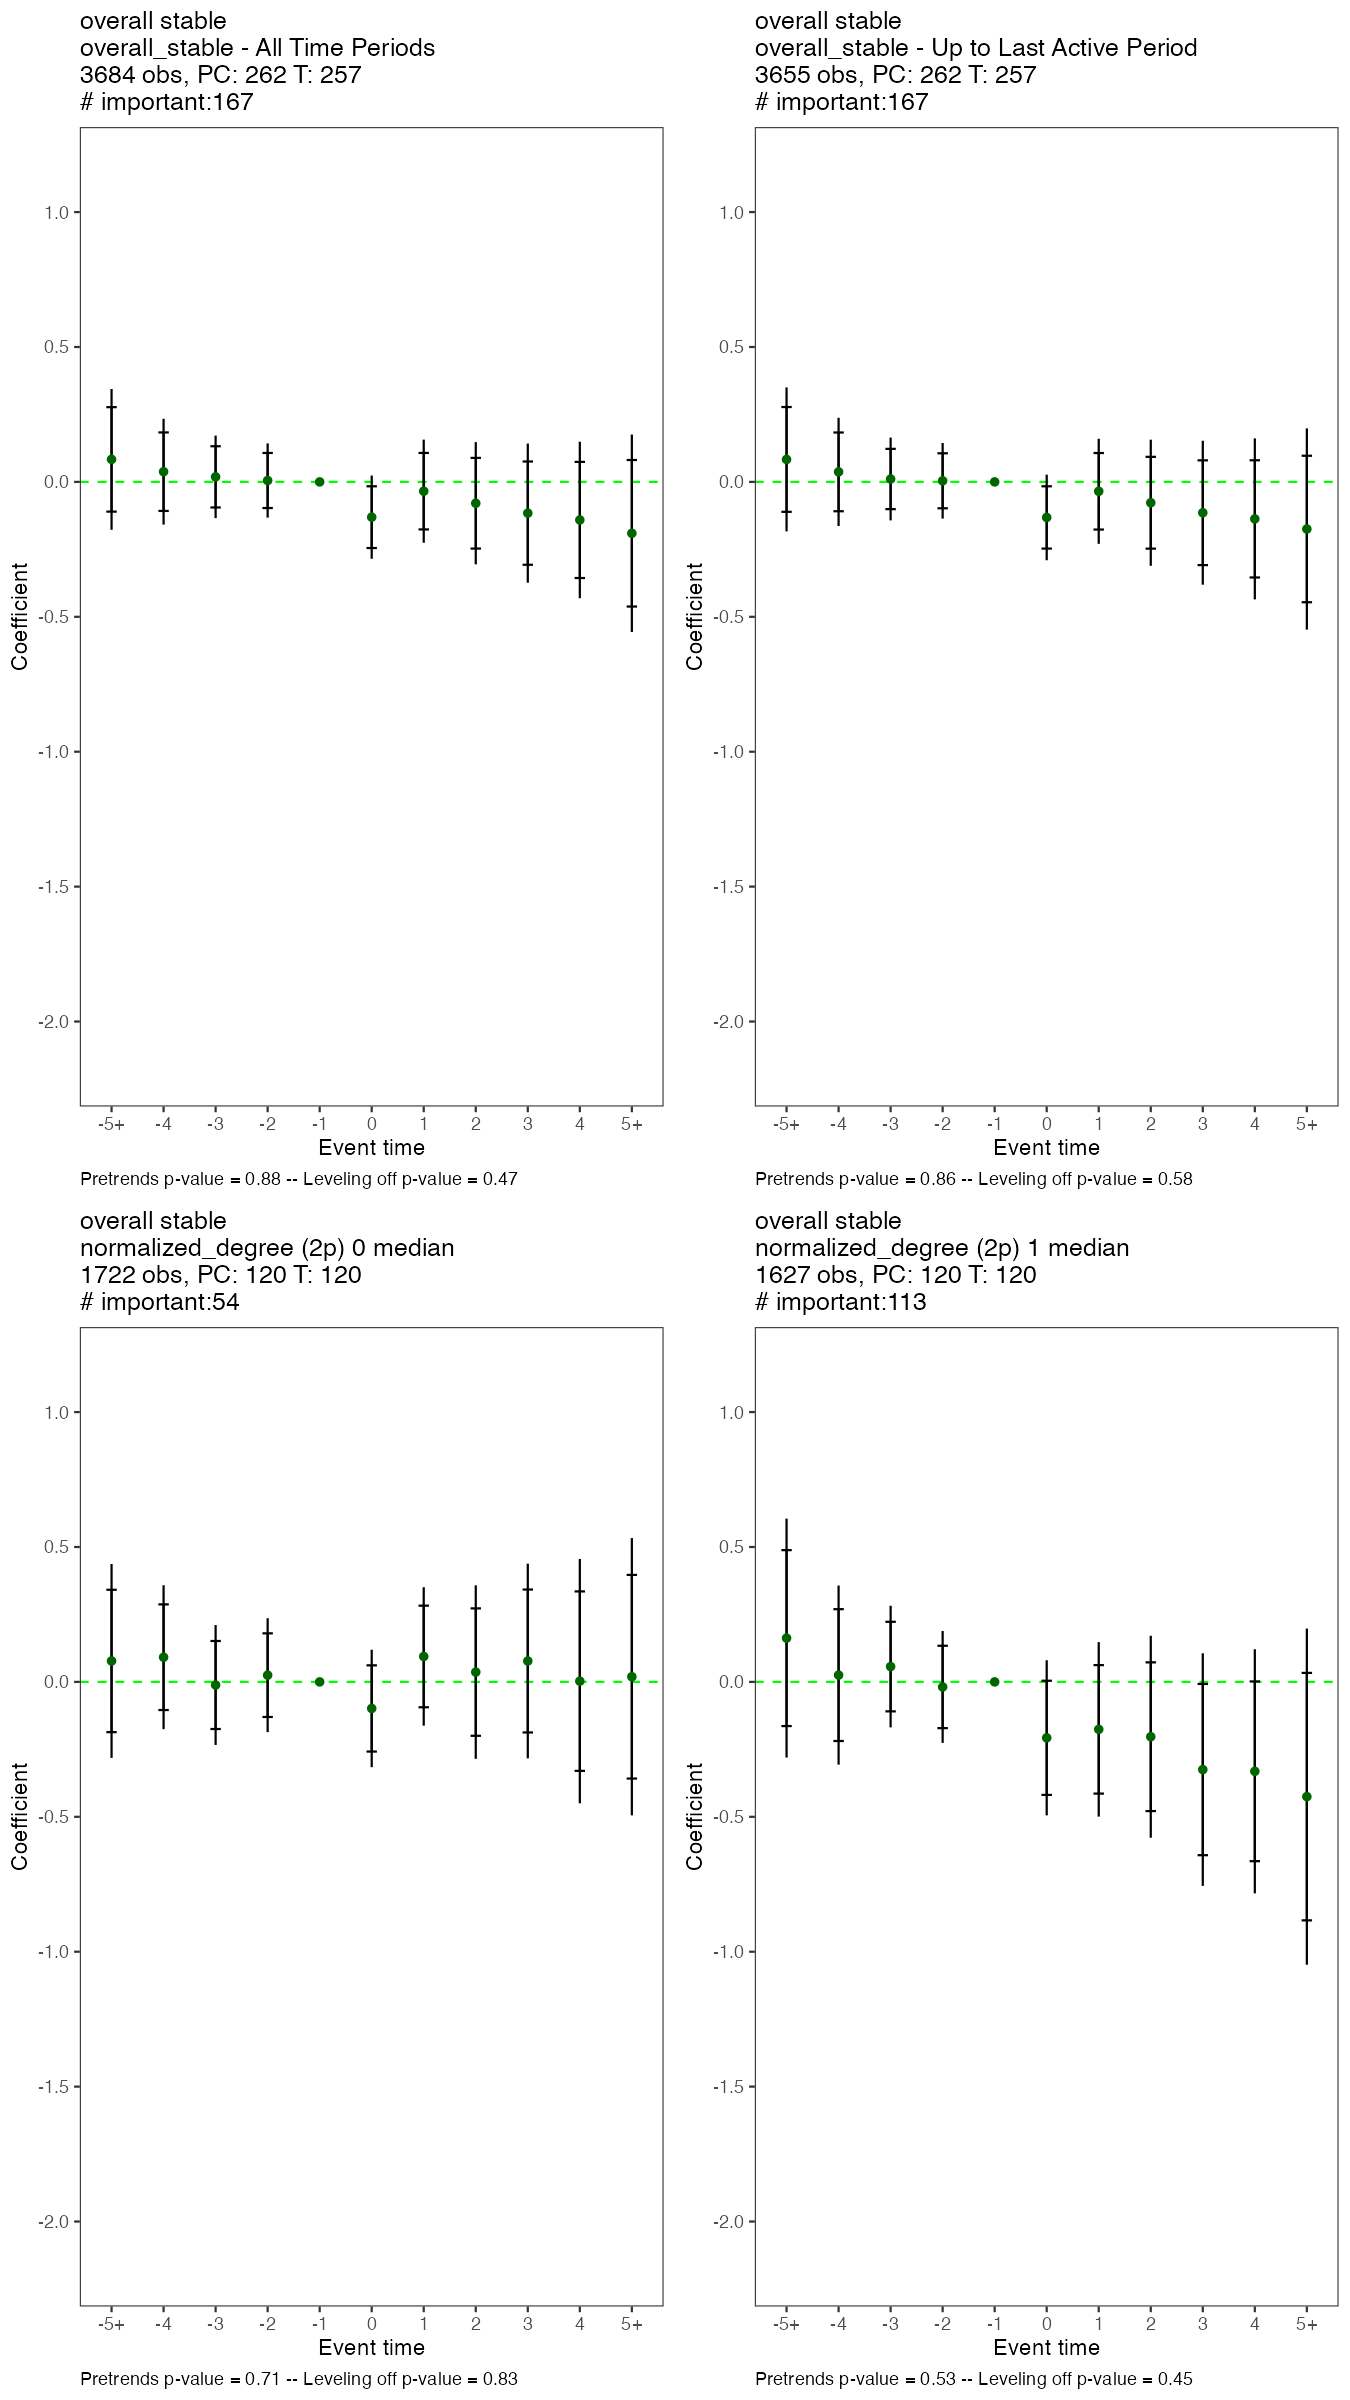 overall stable
overall_stable - All Time Periods
3684 obs, PC: 262 T: 257
# important:167
1.0
0.5
0.0
-0.5
-1.0
-1.5
-2.0
Coefficient
-5+ -4 -3 -2 -1 0 1 2 3 4 5+
Event time
Pretrends p-value = 0.88 -- Leveling off p-value = 0.47
overall stable
overall_stable - Up to Last Active Period
3655 obs, PC: 262 T: 257
# important:167
1.0
0.5
0.0
-0.5
-1.0
-1.5
-2.0
Coefficient
-5+ -4 -3 -2 -1 0 1 2 3 4 5+
Event time
Pretrends p-value = 0.86 -- Leveling off p-value = 0.58
overall stable
normalized_degree (2p) 0 median
1722 obs, PC: 120 T: 120
# important:54
1.0
0.5
0.0
-0.5
-1.0
-1.5
-2.0
Coefficient
-5+ -4 -3 -2 -1 0 1 2 3 4 5+
Event time
Pretrends p-value = 0.71 -- Leveling off p-value = 0.83
overall stable
normalized_degree (2p) 1 median
1627 obs, PC: 120 T: 120
# important:113
1.0
0.5
0.0
-0.5
-1.0
-1.5
-2.0
Coefficient
-5+ -4 -3 -2 -1 0 1 2 3 4 5+
Event time
Pretrends p-value = 0.53 -- Leveling off p-value = 0.45